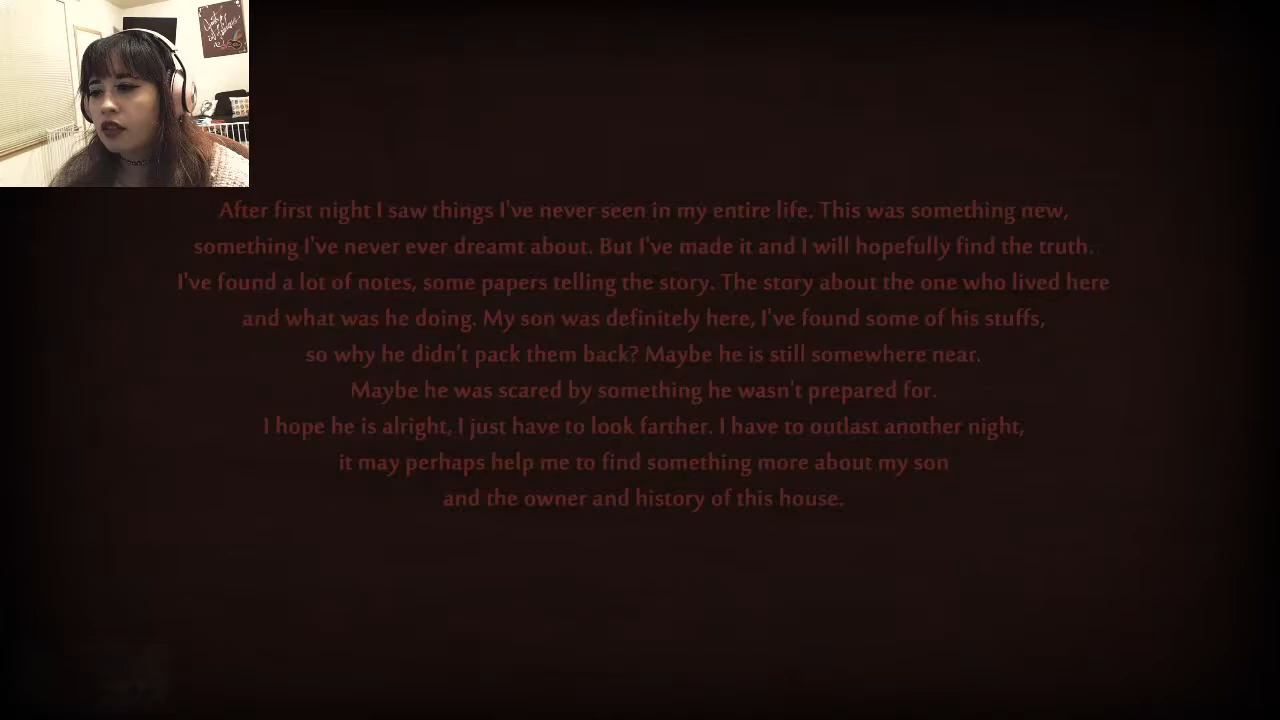 After first night I saw things I've never seen in my entire life. This was something new,
something I've never ever dreamt about. But I've made it and I will hopefully find the truth.
I've found a lot of notes, some papers telling the story. The story about the one who lived here
and what was he doing. My son was definitely here, I've found some of his stuffs,
so why he didn't pack them back? Maybe he is still somewhere near.
Maybe he was scared by something he wasn't prepared for.
I hope he is alright, I just have to look farther. I have to outlast another night,
it may perhaps help me to find something more about my son
and the owner and history of this house.